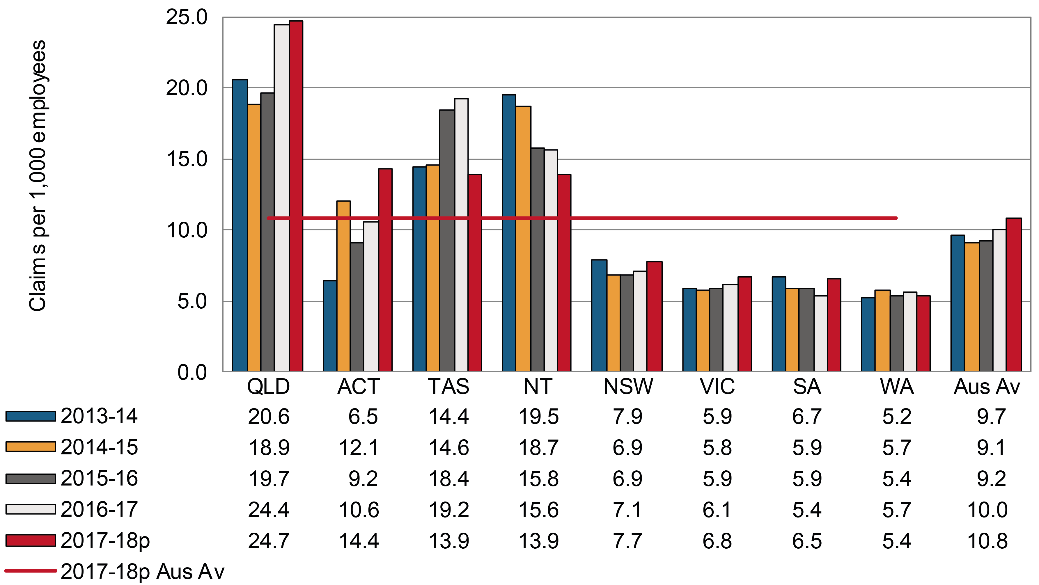 Claims per 1,000 employees
25.0
20.0
15.0
10.0
5.0
0.0
QLD ACT TAS NT NSW VIC SA WA Aus Av
2013-14 20.6 6.5 14.4 19.5 7.9 5.9 6.7 5.2 9.7
2014-15 18.9 12.1 14.6 18.7 6.9 5.8 5.9 5.7 9.1
2015-16 19.7 9.2 18.4 15.8 6.9 5.9 5.9 5.4 9.2
2016-17 24.4 10.6 19.2 15.6 7.1 6.1 5.4 5.7 10.0
2017-18p 24.7 14.4 13.9 13.9 7.7 6.8 6.5 5.4 10.8
2017-18p Aus Av